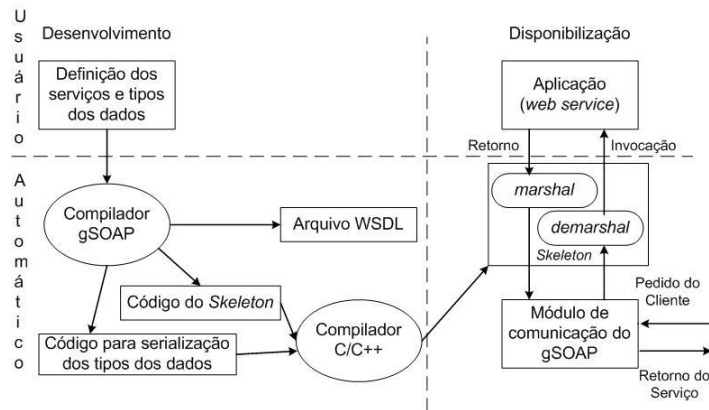 Usuário
Desenvolvimento
Disponibilização
Definição dos
serviços e tipos
dos dados
Aplicação
(web service)
Retorno
Invocação
Automático
Compilador
gSOAP
Arquivo WSDL
marshal
demarshal
Skeleton
Código do Skeleton
Código para serialização
dos tipos dos dados
Compilador
C/C++
Módulo de
comunicação do
gSOAP
Pedido do
Cliente
Retorno do
Serviço